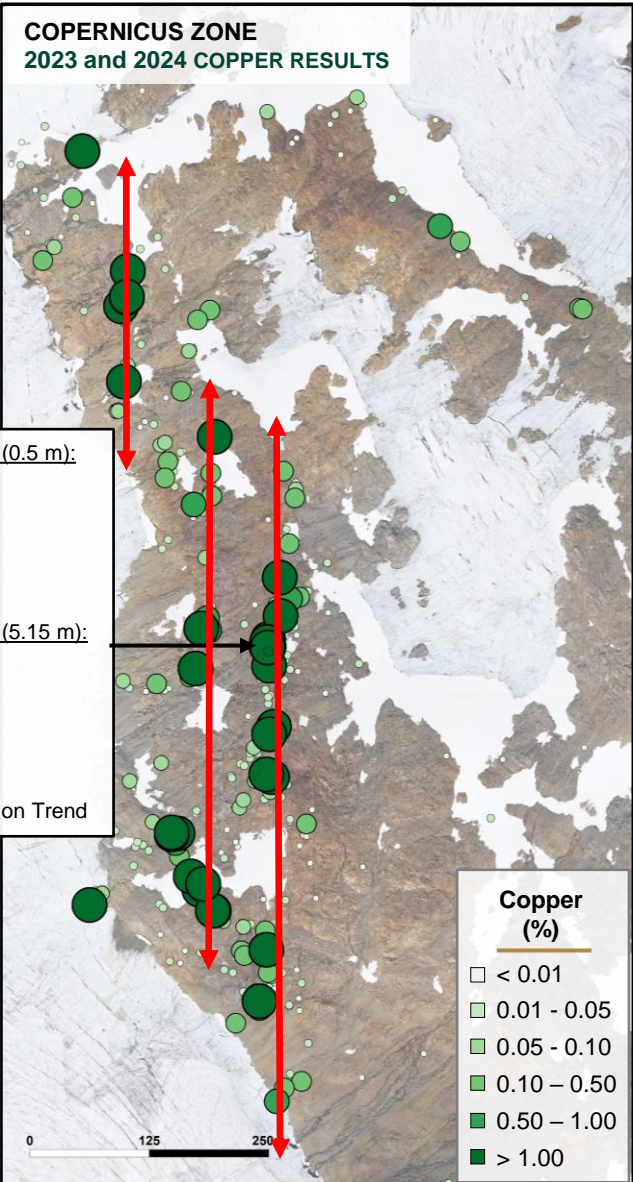 COPERNICUS ZONE
2023 and 2024 COPPER RESULTS
(0.5 m):
(5.15 m):
on Trend
Copper
(%)
< 0.01
0.01 - 0.05
0.05 - 0.10
0.10 – 0.50
0.50 – 1.00
> 1.00
0 125 250